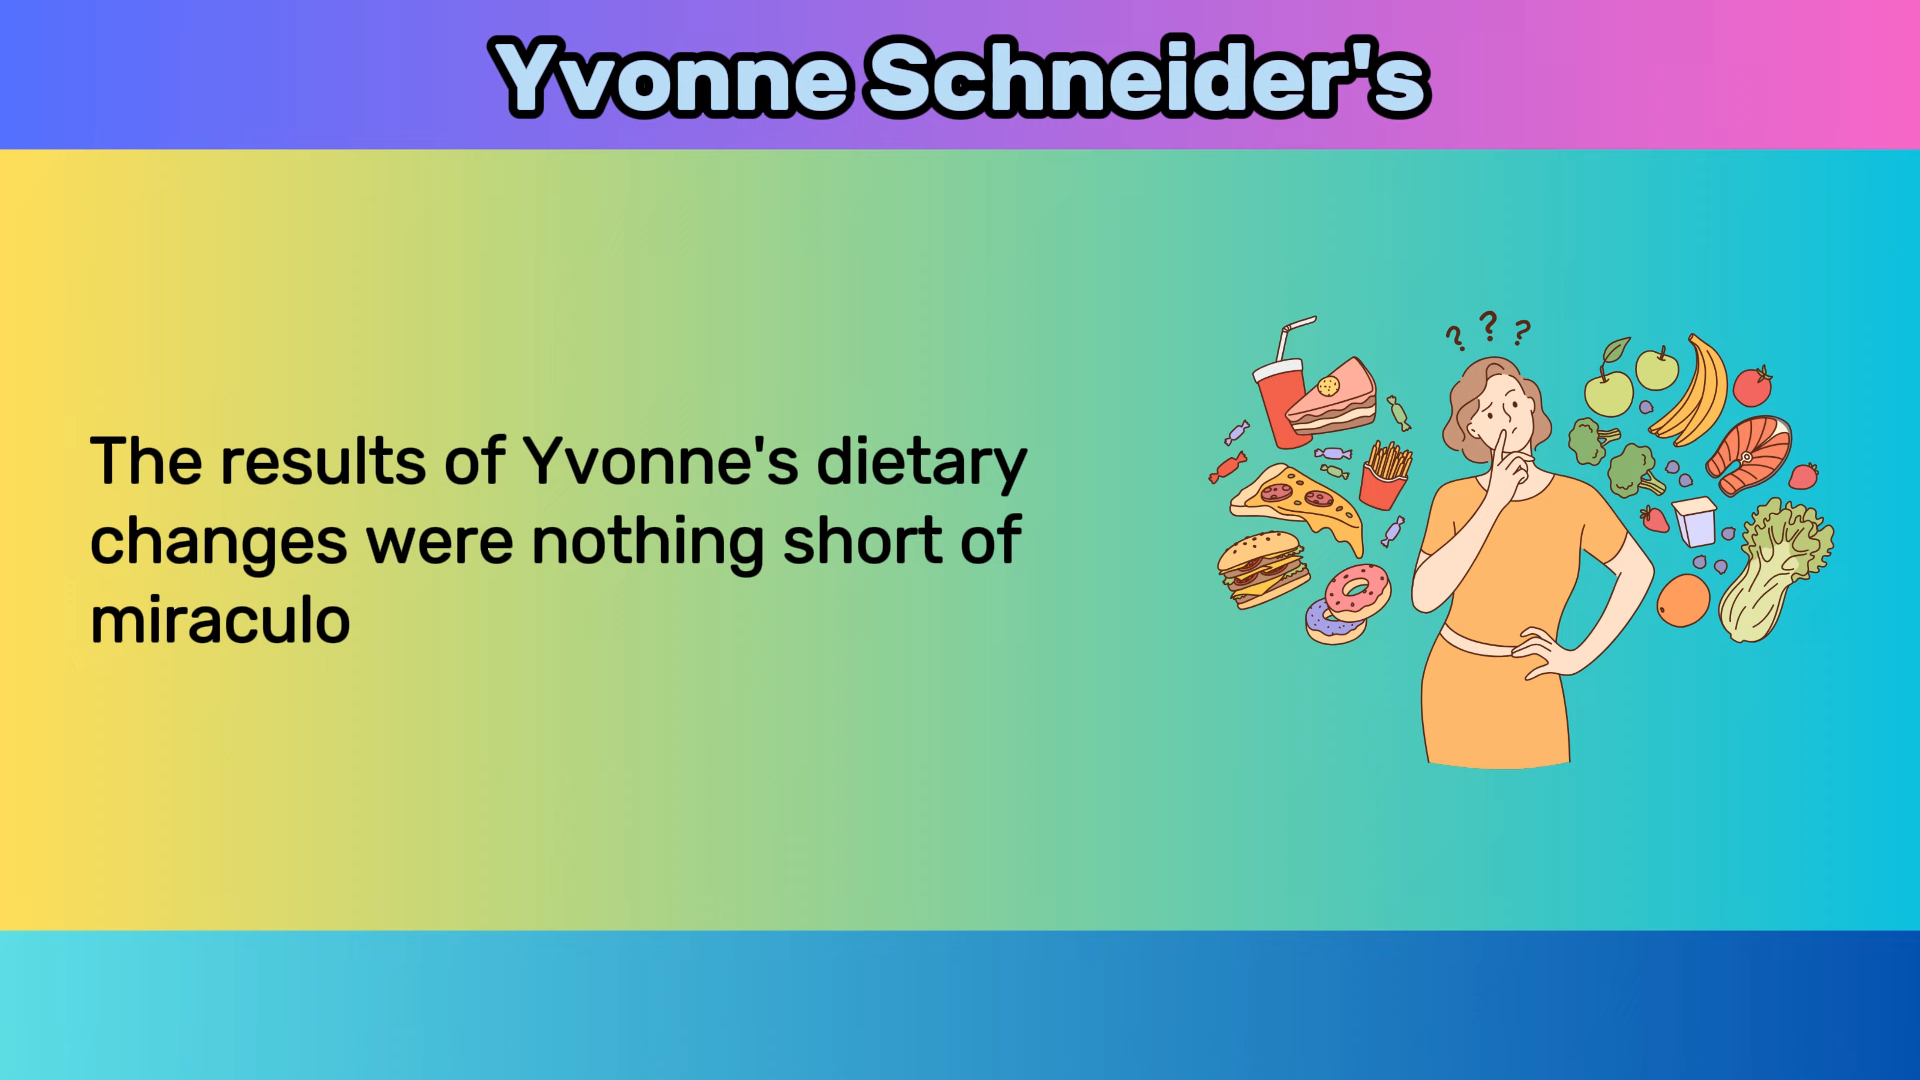 Yvonne Schneider's
? ? ?
The results of Yvonne's dietary
changes were nothing short of
miraculo